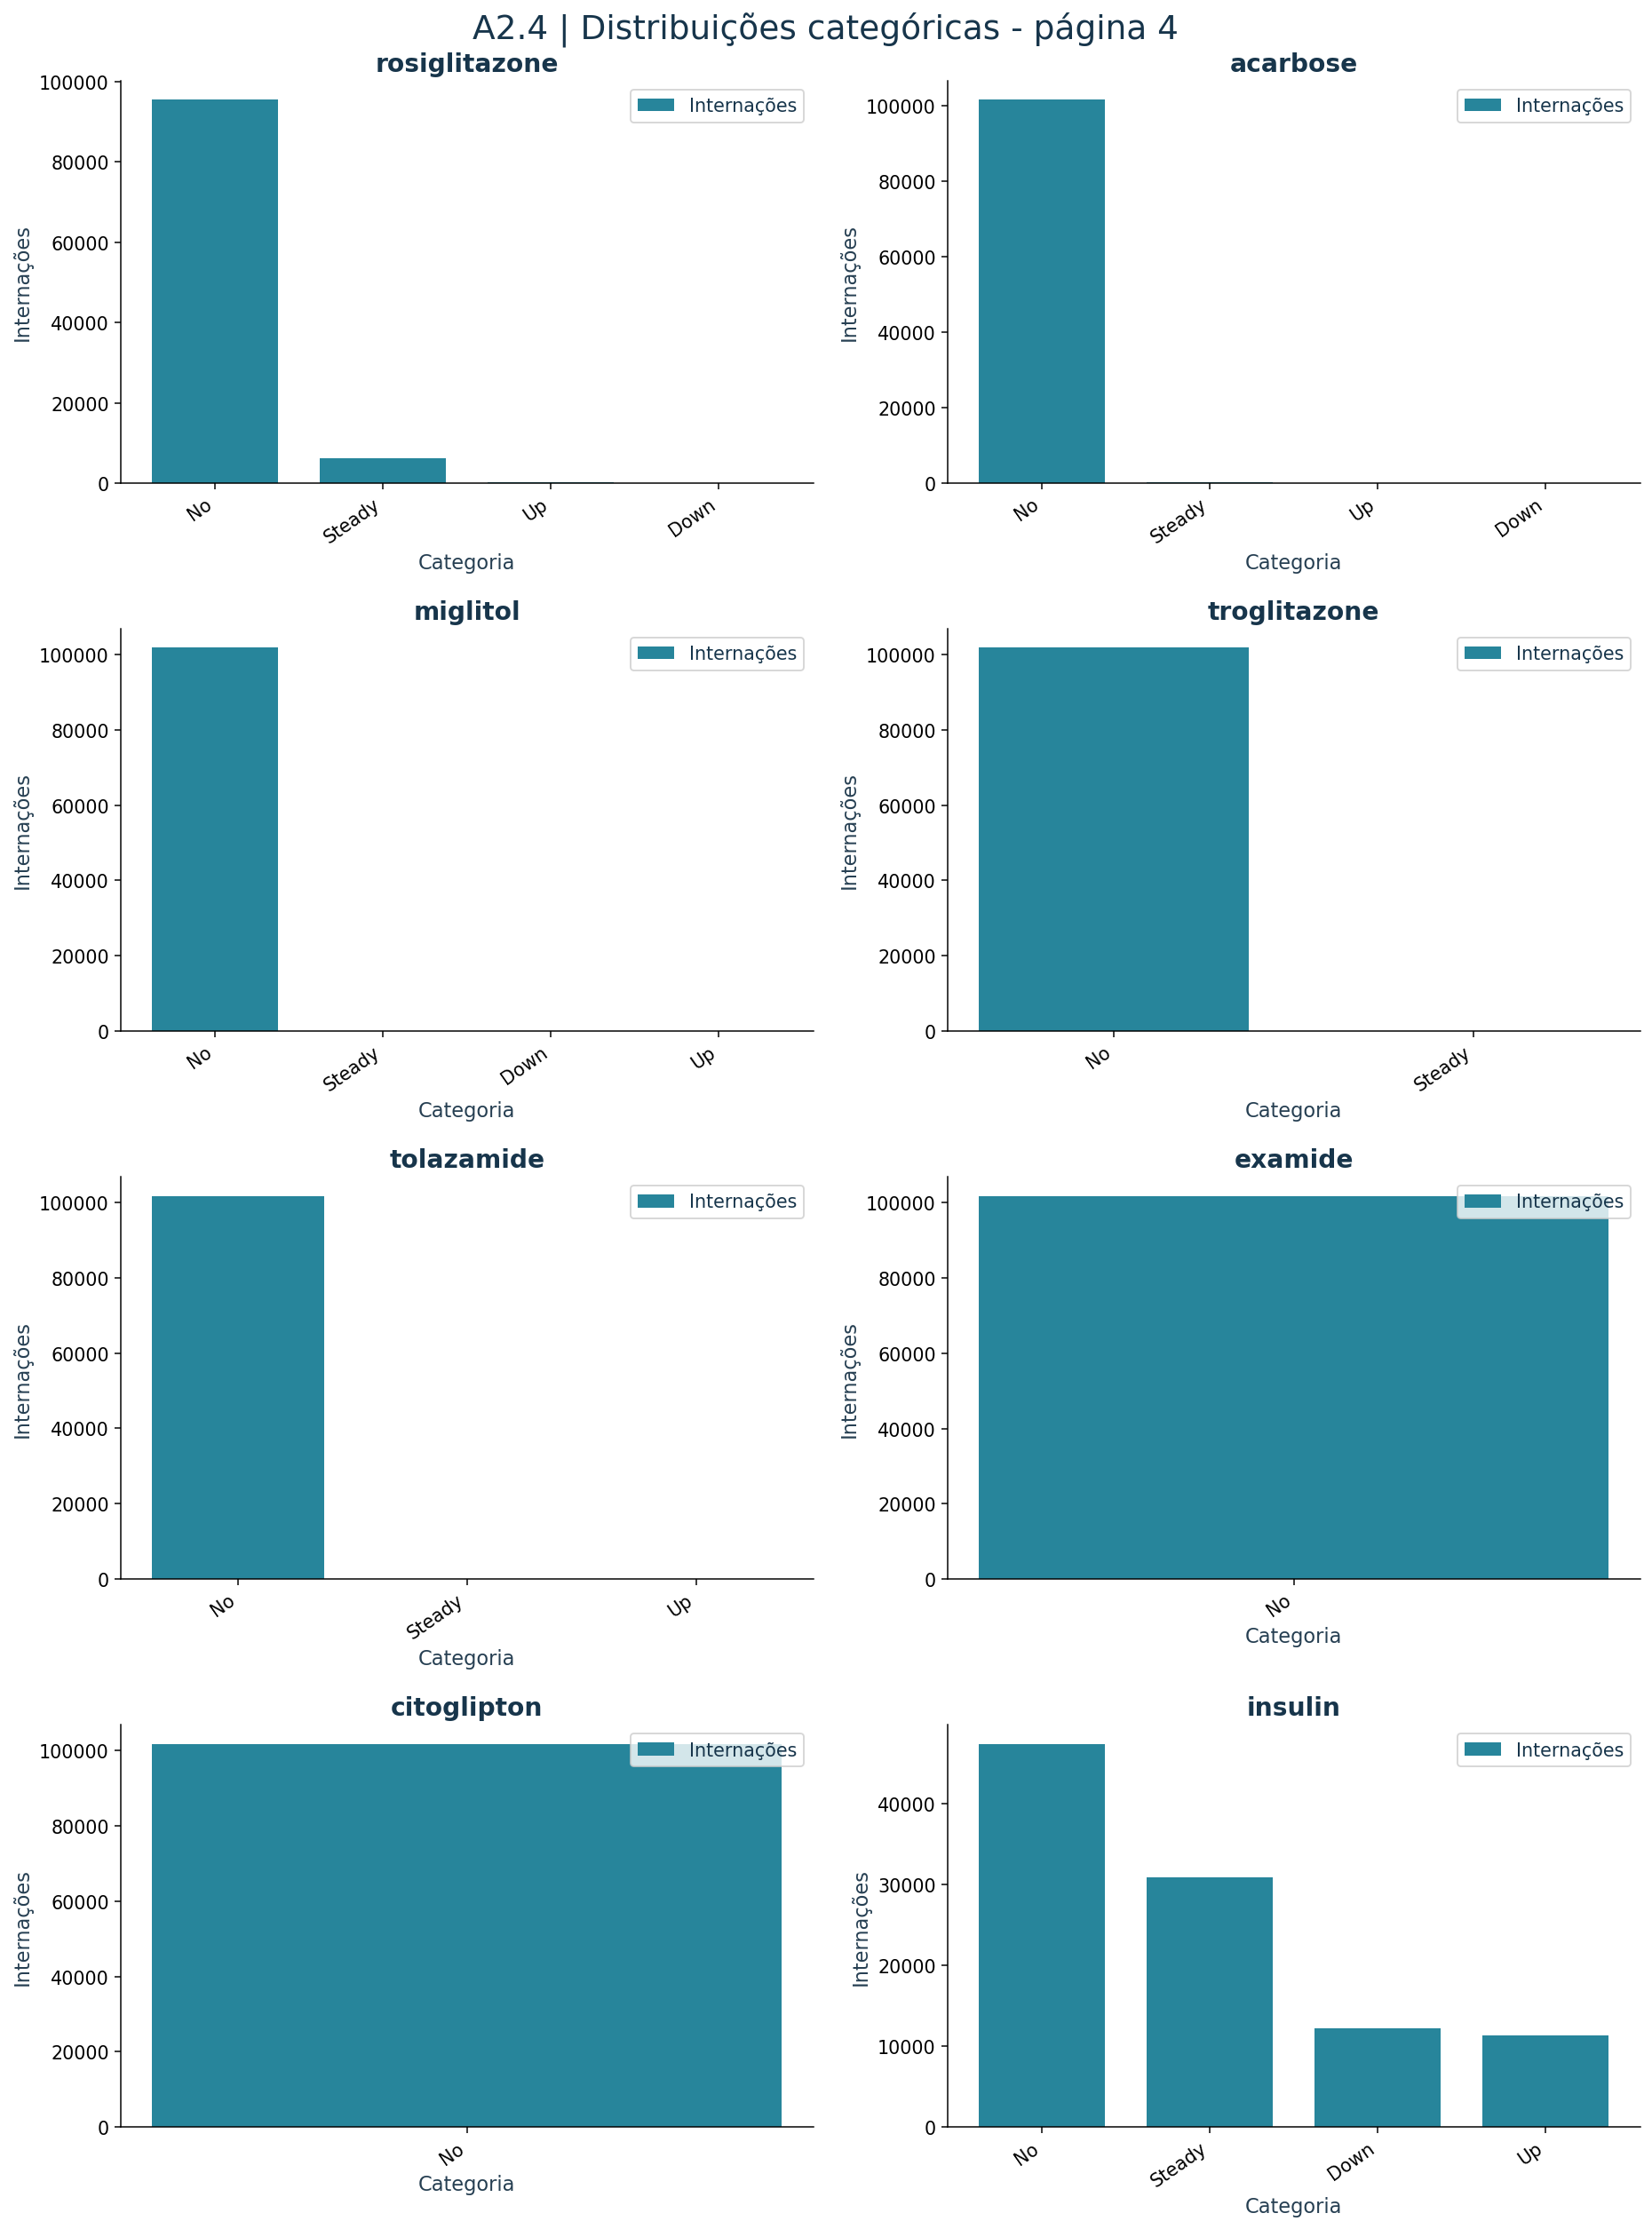 A2.4 | Distribuições categóricas - página 4
rosiglitazone
Internações
100000
80000
60000
40000
20000
0
Internações
No
Steady
Up
Down
Categoria
acarbose
Internações
100000
80000
60000
40000
20000
0
Internações
No
Steady
Up
Down
Categoria
miglitol
Internações
100000
80000
60000
40000
20000
0
Internações
No
Steady
Down
Up
Categoria
troglitazone
Internações
100000
80000
60000
40000
20000
0
Internações
No
Steady
Categoria
tolazamide
Internações
100000
80000
60000
40000
20000
0
Internações
No
Steady
Up
Categoria
examide
Internações
100000
80000
60000
40000
20000
0
Internações
No
Categoria
citoglipton
Internações
100000
80000
60000
40000
20000
0
Internações
No
Categoria
insulin
Internações
40000
30000
20000
10000
0
Internações
No
Steady
Down
Up
Categoria